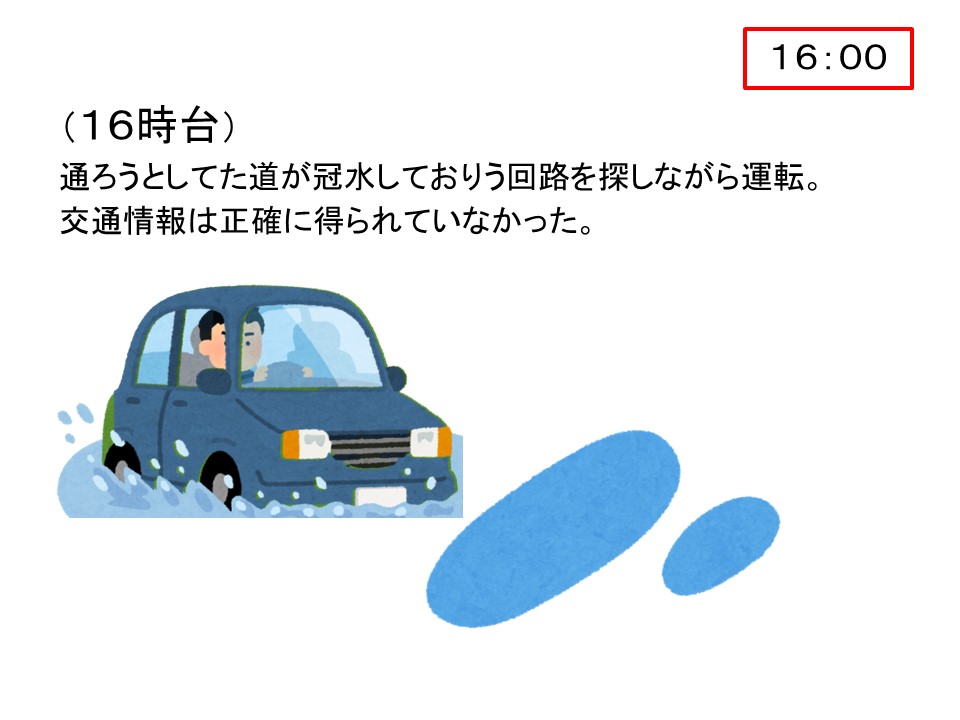 １６：００
（１６時台）
通ろうとしてた道が冠水しておりう回路を探しながら運転。
交通情報は正確に得られていなかった。